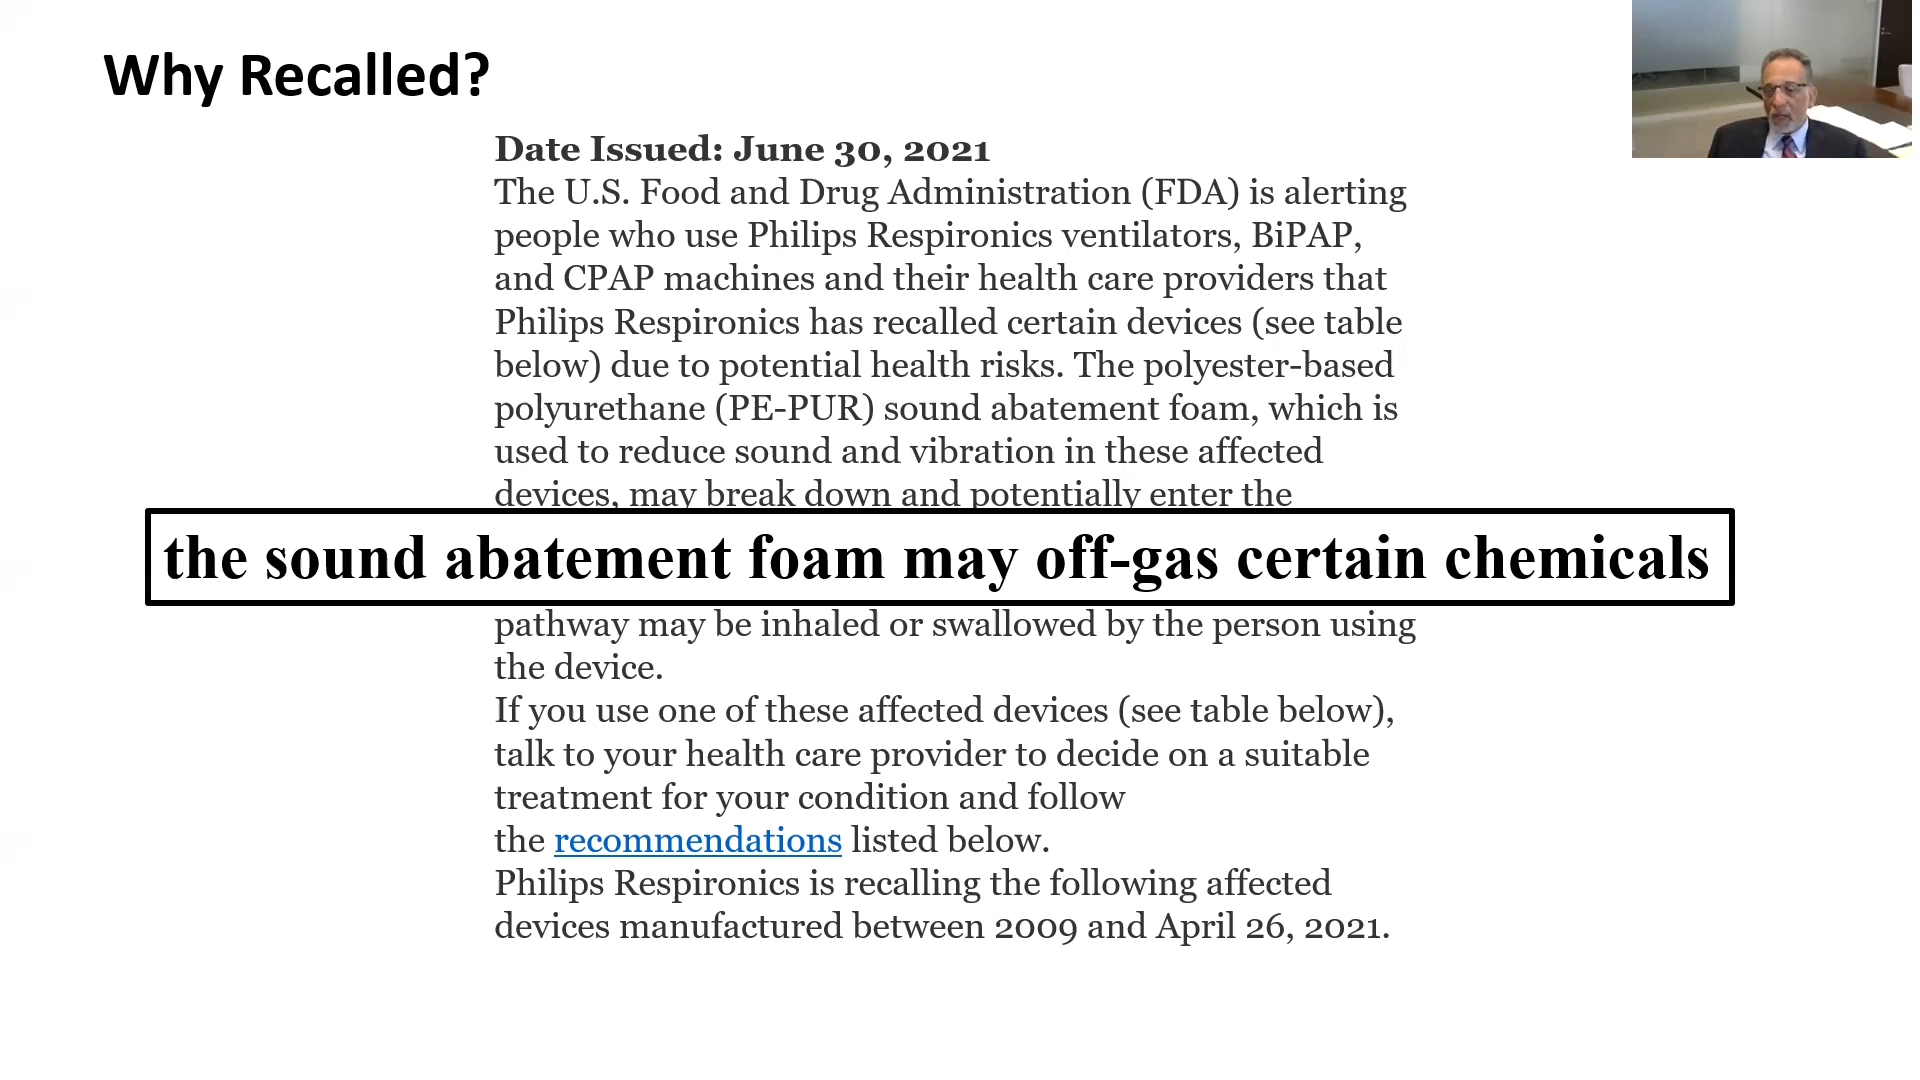 Why Recalled?
Date Issued: June 30, 2021
The U.S. Food and Drug Administration (FDA) is alerting
people who use Philips Respironics ventilators, BiPAP,
and CPAP machines and their health care providers that
Philips Respironics has recalled certain devices (see table
below) due to potential health risks. The polyester-based
polyurethane (PE-PUR) sound abatement foam, which is
used to reduce sound and vibration in these affected
devices, may break down and potentially enter the
the sound abatement foam may off-gas certain chemicals
pathway may be inhaled or swallowed by the person using
the device.
If you use one of these affected devices (see table below),
talk to your health care provider to decide on a suitable
treatment for your condition and follow
the recommendations listed below.
Philips Respironics is recalling the following affected
devices manufactured between 2009 and April 26, 2021.